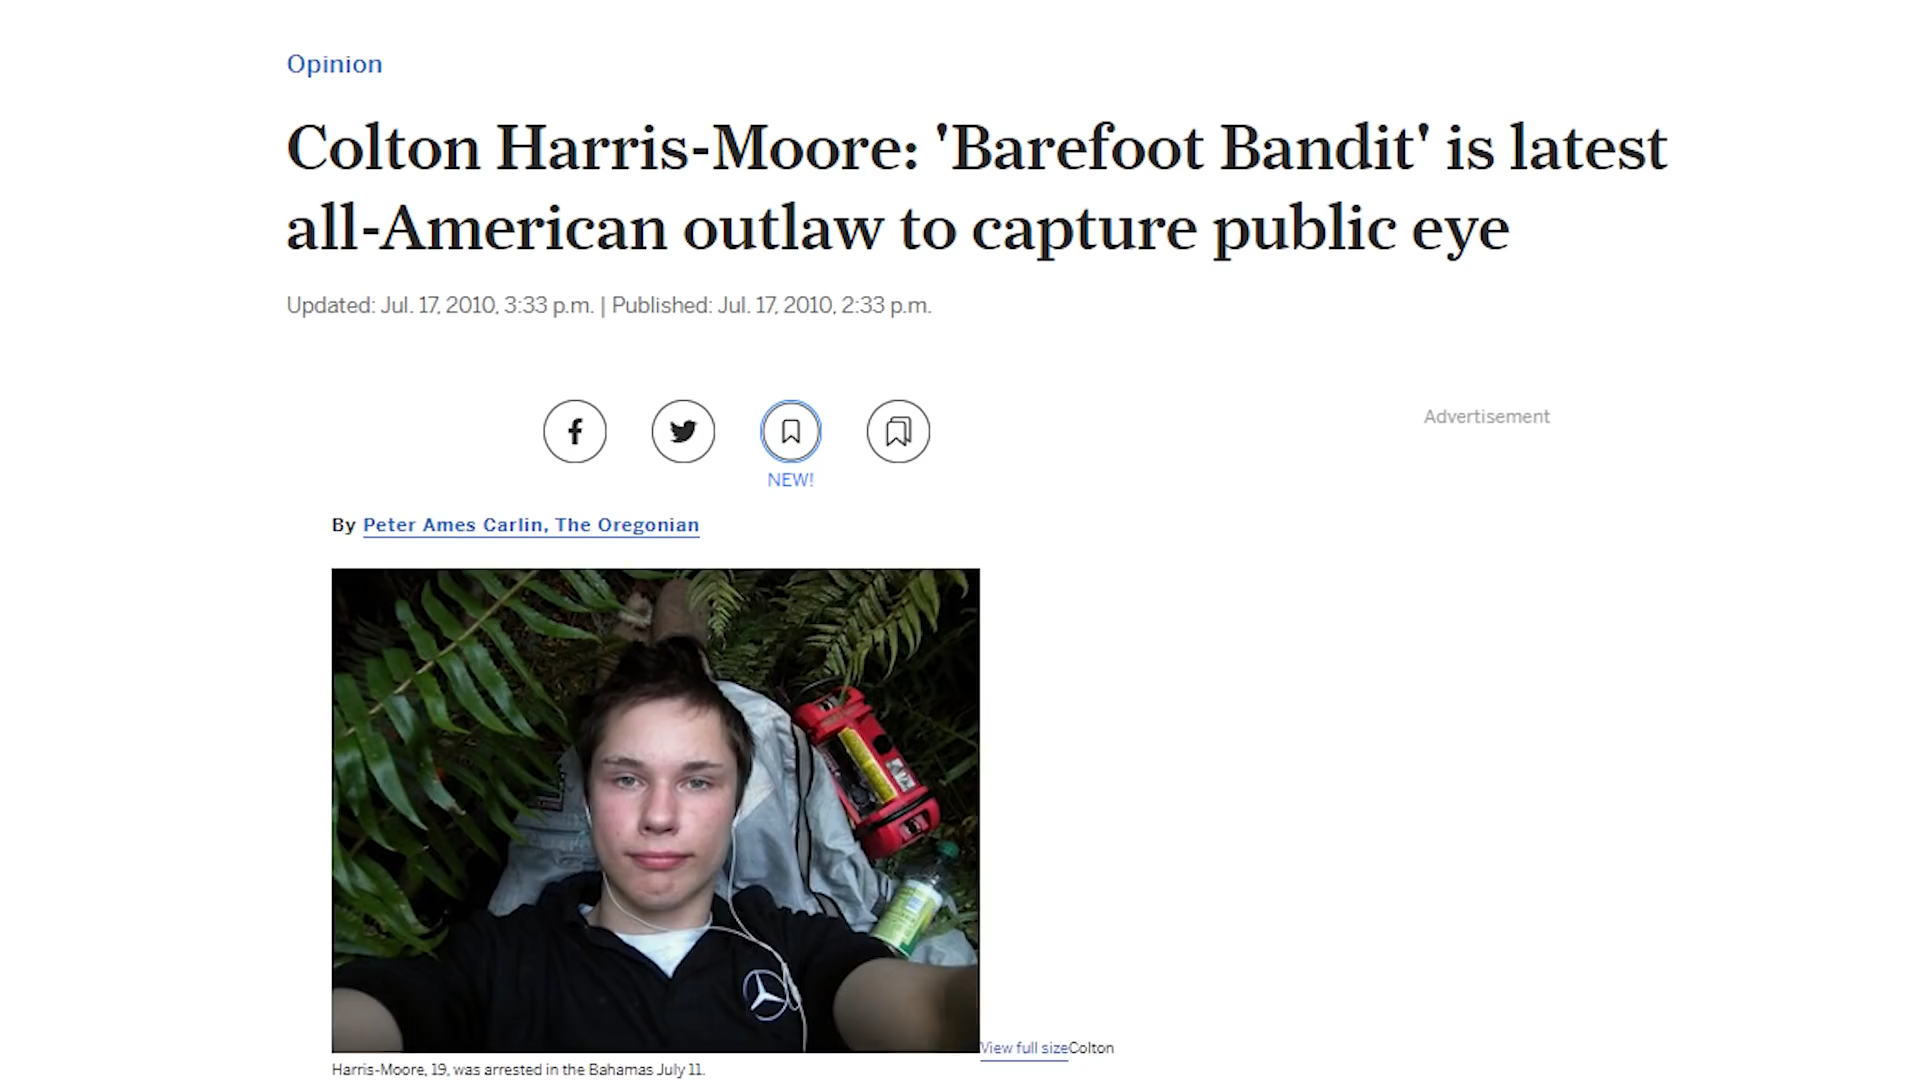 Opinion
Colton Harris-Moore: 'Barefoot Bandit' is latest
all-American outlaw to capture public eye
Updated: Jul. 17, 2010, 3:33 p.m. | Published: Jul. 17, 2010, 2:33 p.m.
Advertisement
NEW!
By Peter Ames Carlin, The Oregonian
View full sizeColton
Harris-Moore, 19, was arrested in the Bahamas July 11.